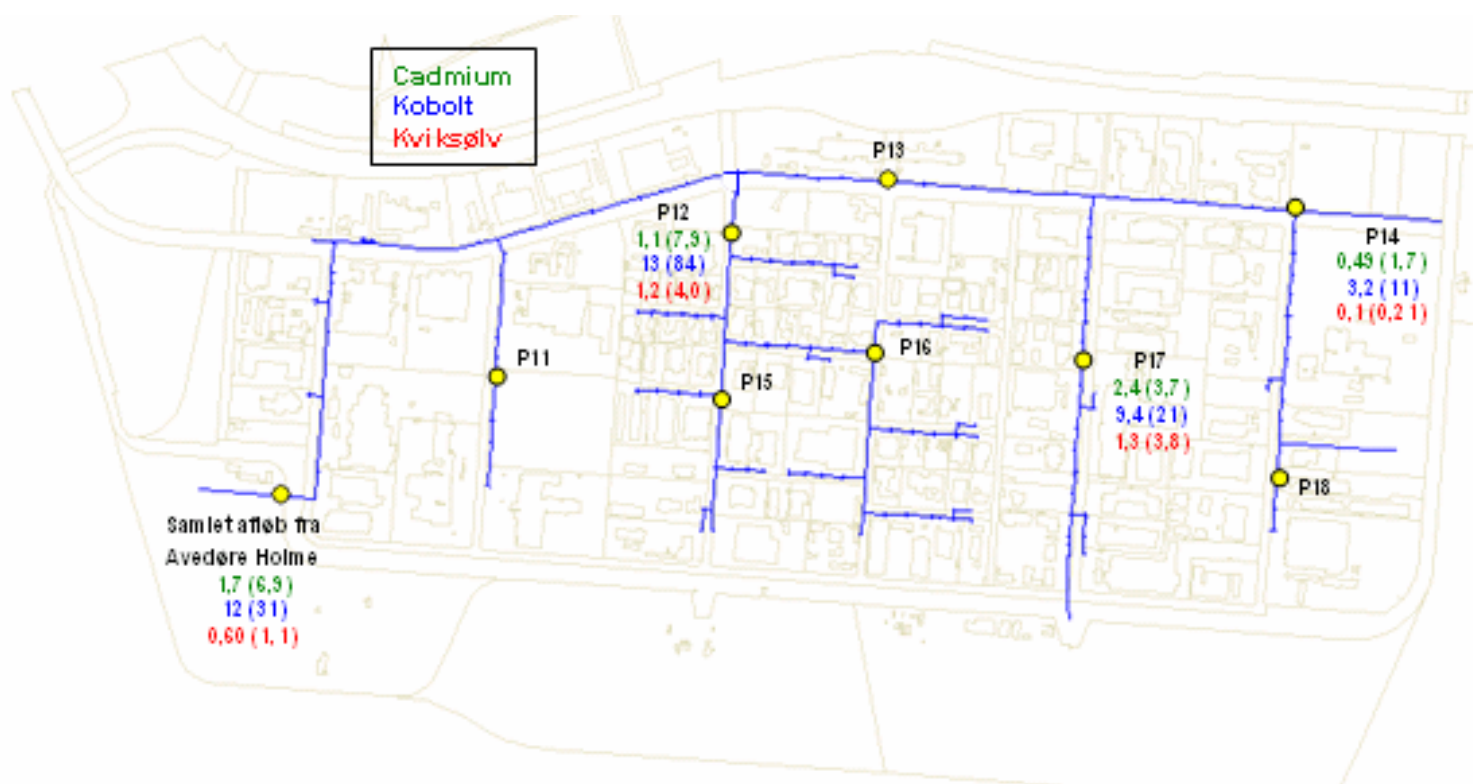 Cadmium
Kobolt
Kviksølv
P13
P12
1,1 (7,9)
13 (84)
1,2 (4,0)
P14
0,49 (1,7)
3,2 (11)
0,1 (0,21)
P11
P16
P15
P17
2,4 (3,7)
9,4 (21)
1,3 (3,8)
P18
Samlet afløb fra
Avedøre Holme
1,7 (6,9)
12 (31)
0,60 (1,1)